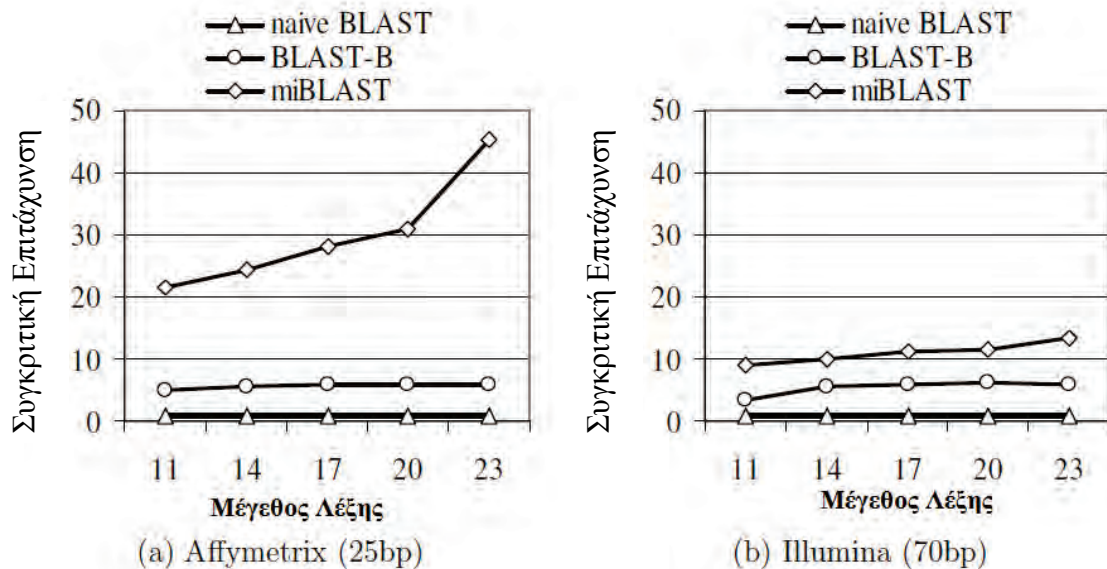 naive BLAST
BLAST-B
miBLAST
50
40
30
20
10
0
Συγκριτική Επιτάχυνση
11 14 17 20 23
Μέγεθος Λέξης
(a) Affymetrix (25bp)
naive BLAST
BLAST-B
miBLAST
50
40
30
20
10
0
Συγκριτική Επιτάχυνση
11 14 17 20 23
Μέγεθος Λέξης
(b) Illumina (70bp)